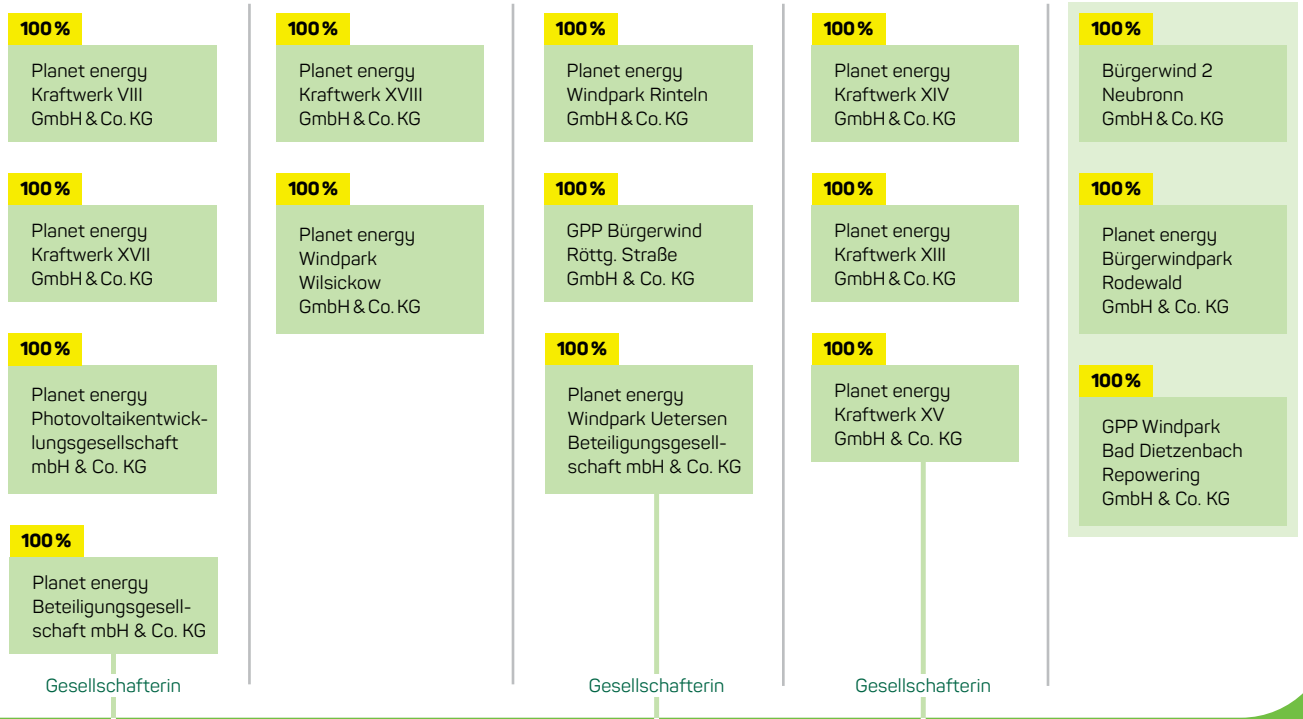 100 %
Planet energy
Kraftwerk VIII
GmbH & Co. KG
100 %
Planet energy
Kraftwerk XVII
GmbH & Co. KG
100 %
Planet energy
Photovoltaikentwick-
lungsgesellschaft
mbH & Co. KG
100 %
Planet energy
Beteiligungsgesell-
schaft mbH & Co. KG
Gesellschafterin
100 %
Planet energy
Kraftwerk XVIII
GmbH & Co. KG
100 %
Planet energy
Windpark
Wilsickow
GmbH & Co. KG
100 %
Planet energy
Windpark Rinteln
GmbH & Co. KG
100 %
GPP Bürgerwind
Röttg. Straße
GmbH & Co. KG
100 %
Planet energy
Windpark Uetersen
Beteiligungsgesell-
schaft mbH & Co. KG
Gesellschafterin
100 %
Planet energy
Kraftwerk XIV
GmbH & Co. KG
100 %
Planet energy
Kraftwerk XIII
GmbH & Co. KG
100 %
Planet energy
Kraftwerk XV
GmbH & Co. KG
Gesellschafterin
100 %
Bürgerwind 2
Neubronn
GmbH & Co. KG
100 %
Planet energy
Bürgerwindpark
Rodewald
GmbH & Co. KG
100 %
GPP Windpark
Bad Dietzenbach
Repowering
GmbH & Co. KG